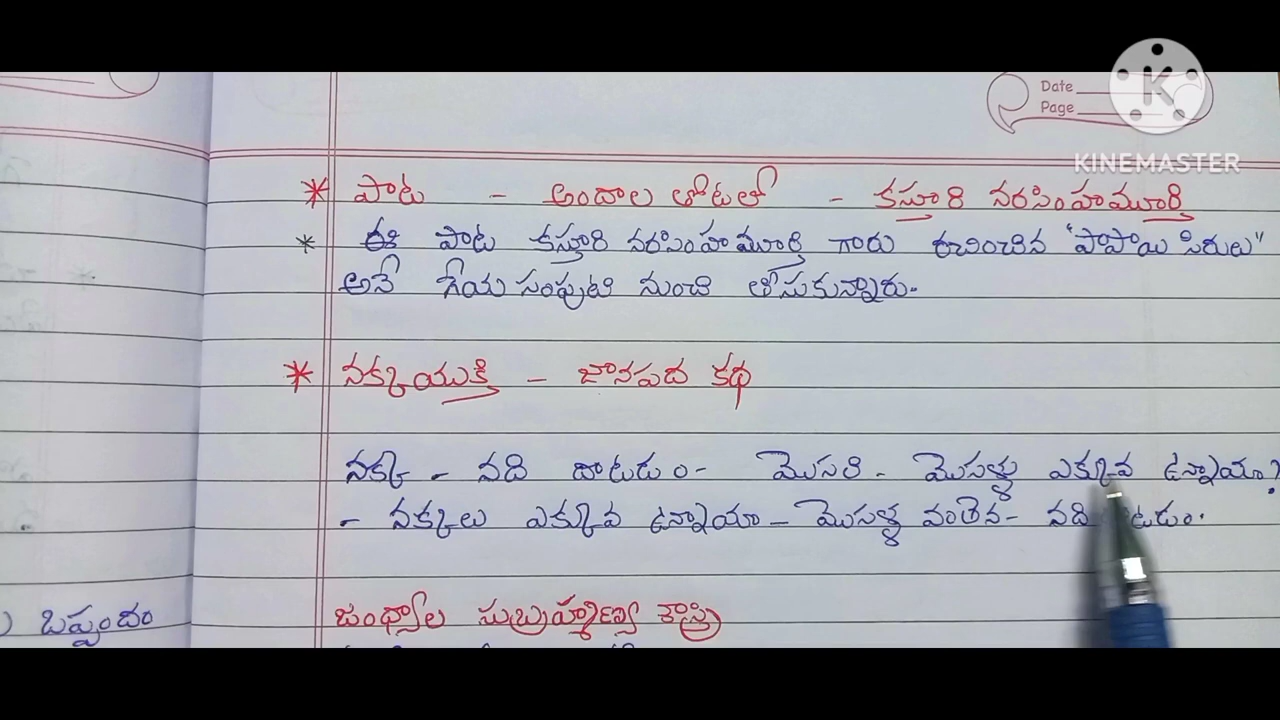 Date
Page
KINEMASTER
* పాట - అందాల తోటలో - కస్తూరి నరసింహమూర్తి
* ఈ పాట కస్తూరి నరసింహమూర్తి గారు రచించిన "పాపాయి సిరులు"
అనే గేయ సంపుటి నుంచి తీసుకున్నారు.
* నక్కయుక్తి - జానపద కథ
నక్క - నది దాటడం - మొసలి - మొసళ్ళు ఎక్కువ ఉన్నాయా?
- నక్కలు ఎక్కువ ఉన్నాయా - మొసళ్ళ వంతెన - నది
ఒప్పందం జంధ్యాల సుబ్రహ్మణ్య శాస్త్రి